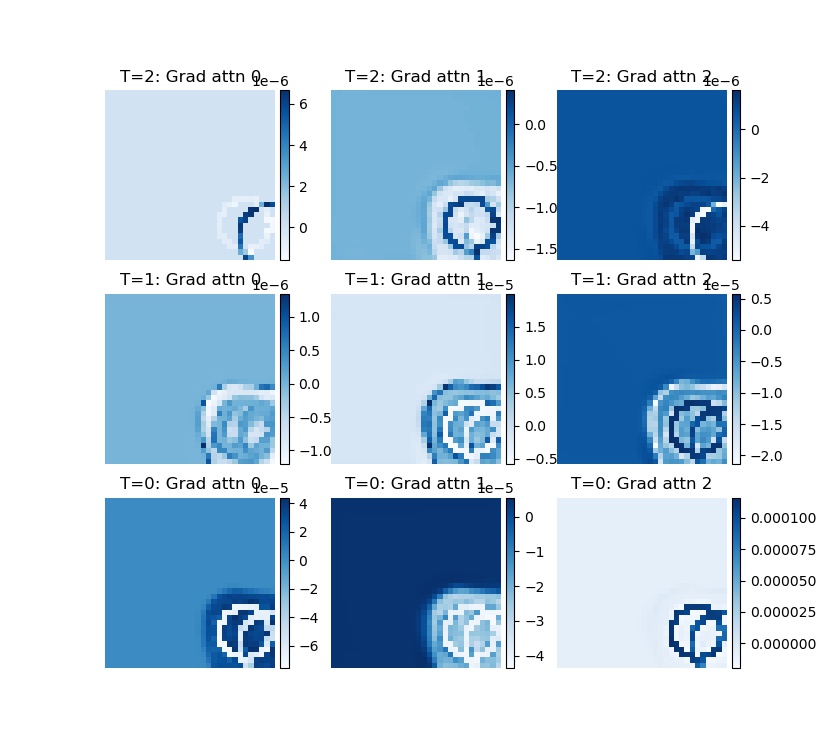 T=2: Grad attn 0
1e−6
6
4
2
0
T=2: Grad attn 1
1e−6
0.0
−0.5
−1.0
−1.5
T=2: Grad attn 2
1e−6
0
−2
−4
T=1: Grad attn 0
1e−6
1.0
0.5
0.0
−0.5
−1.0
T=1: Grad attn 1
1e−5
1.5
1.0
0.5
0.0
−0.5
T=1: Grad attn 2
1e−5
0.5
0.0
−0.5
−1.0
−1.5
−2.0
T=0: Grad attn 0
1e−5
4
2
0
−2
−4
−6
T=0: Grad attn 1
1e−5
0
−1
−2
−3
−4
T=0: Grad attn 2
0.000100
0.000075
0.000050
0.000025
0.000000